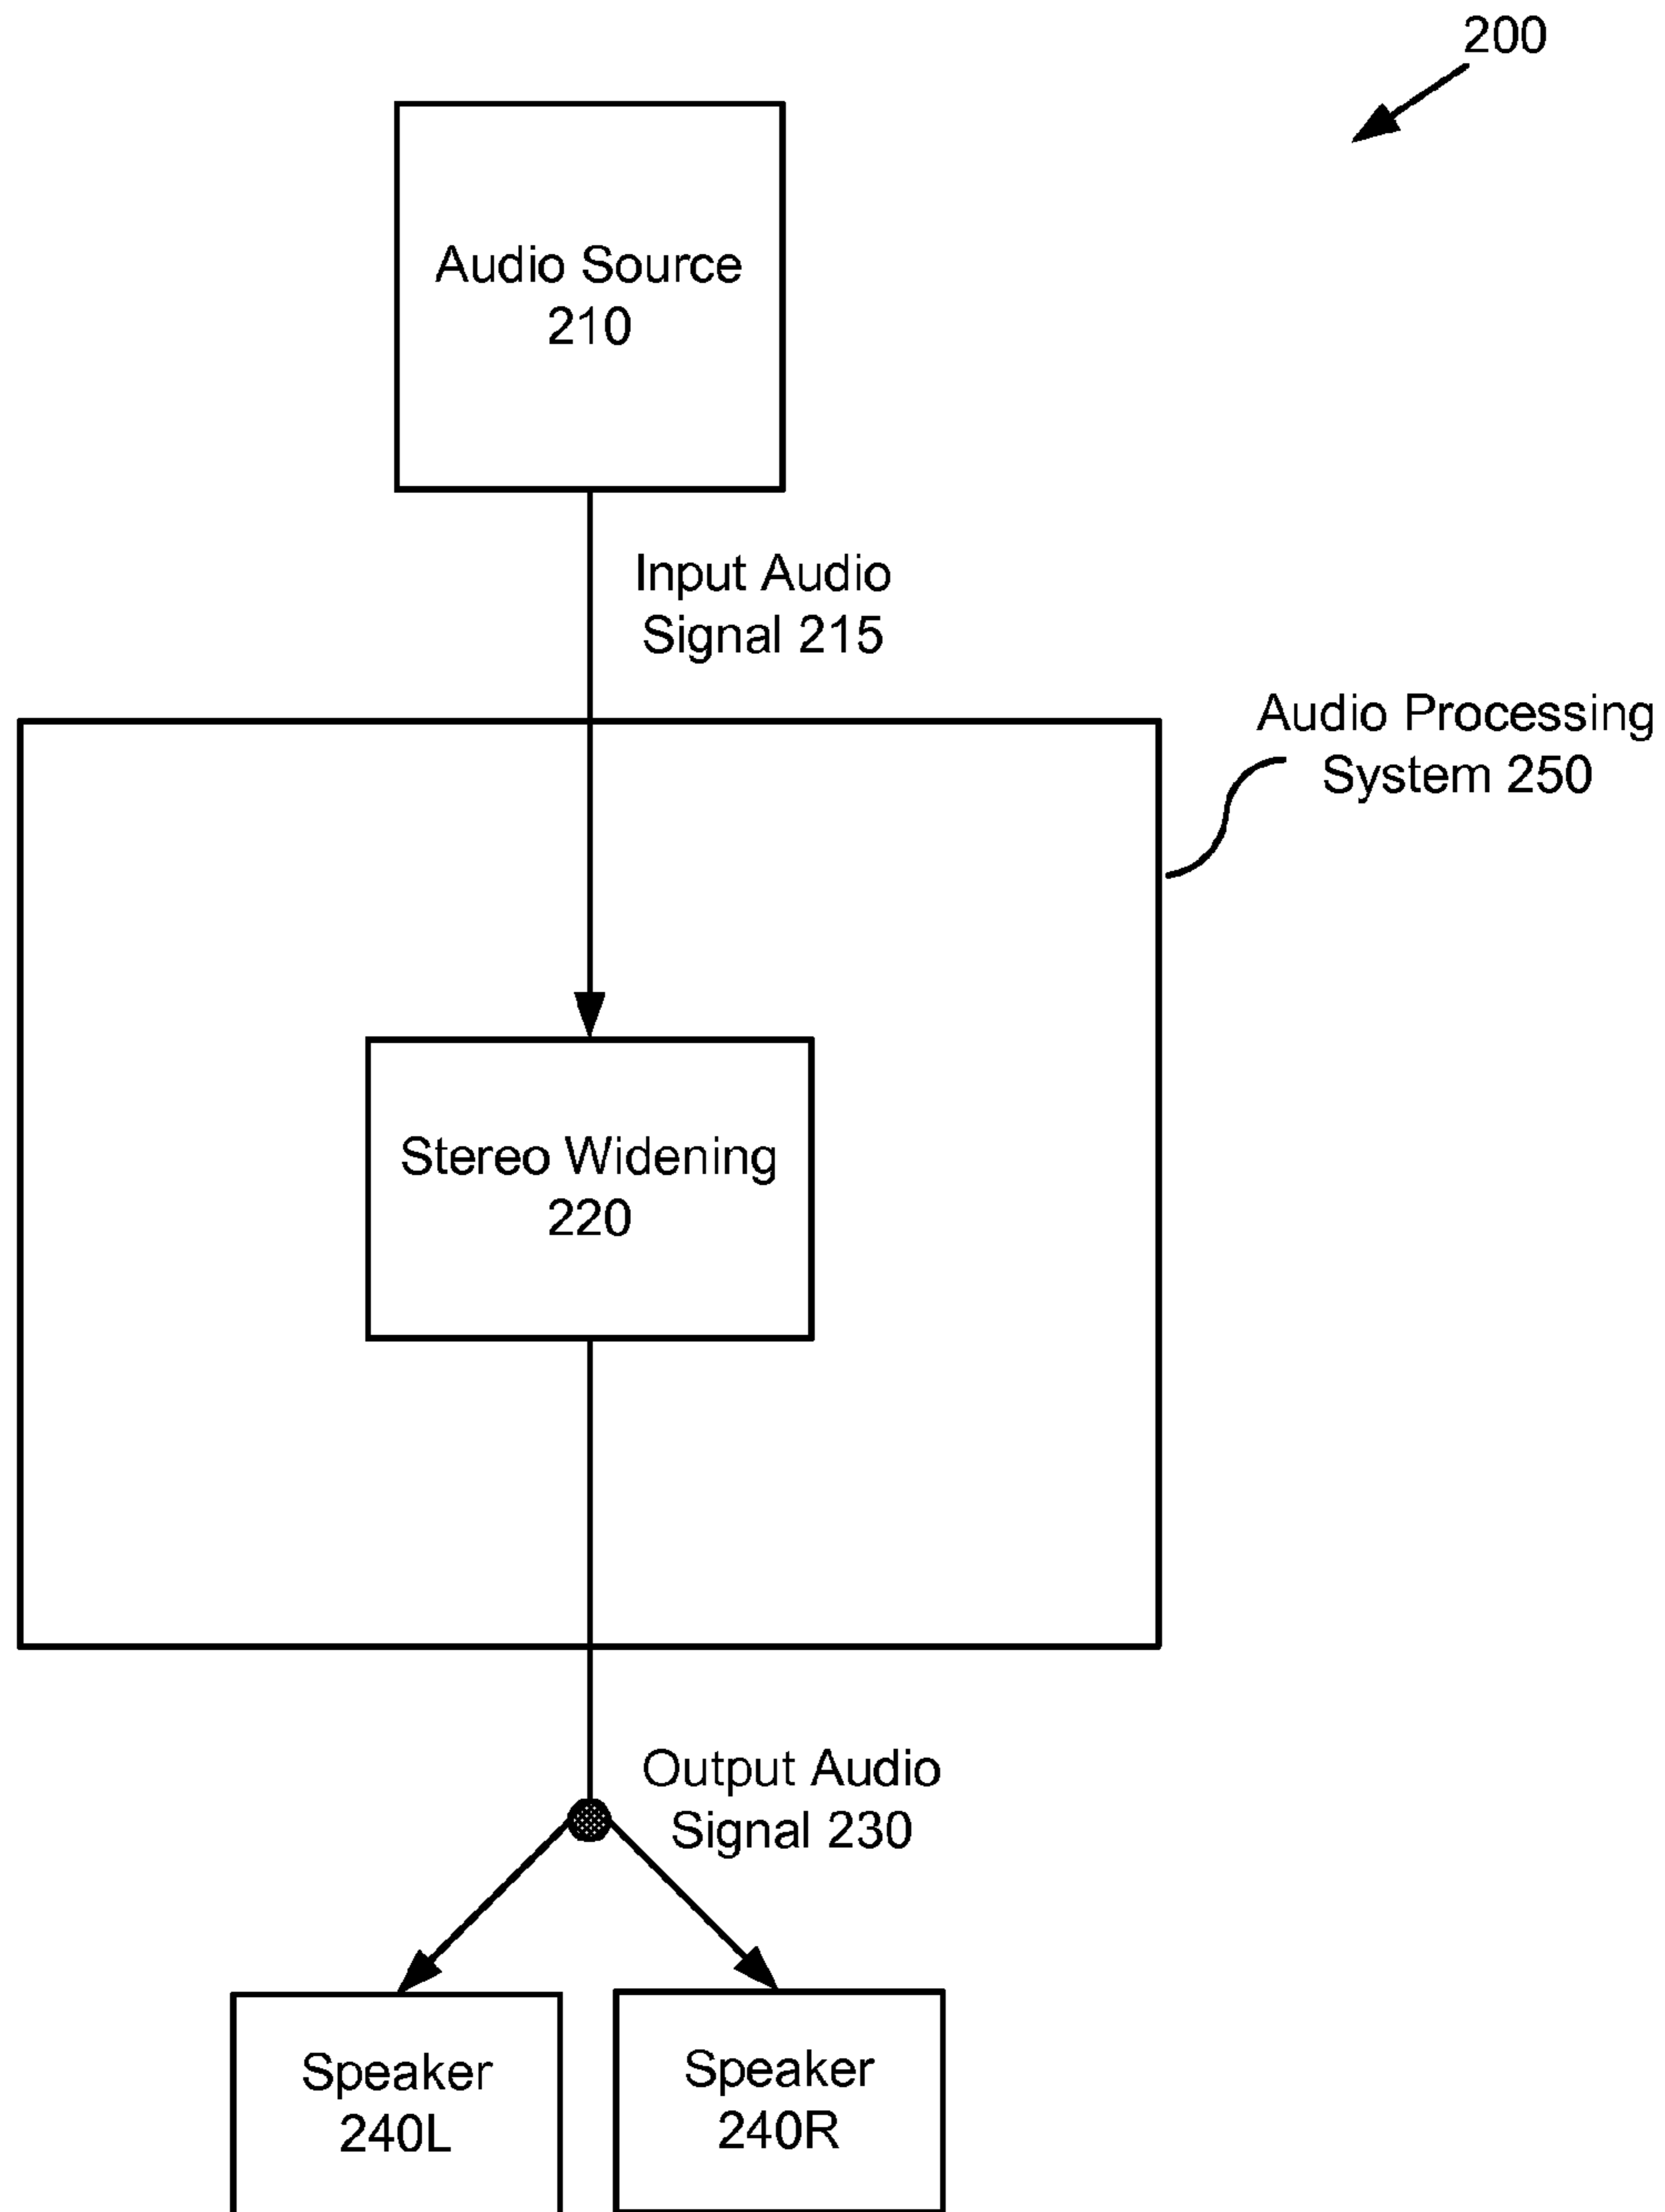 200
Audio Source
210
Input Audio
Signal 215
Audio Processing
System 250
Stereo Widening
220
Output Audio
Signal 230
Speaker
240L
Speaker
240R